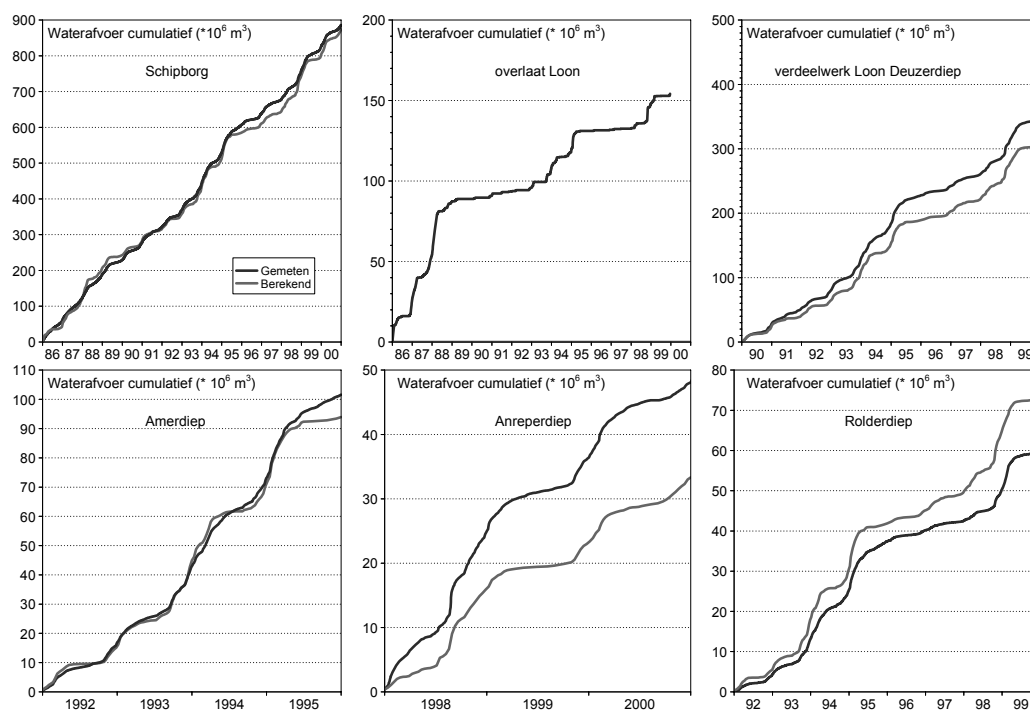 Waterafvoer cumulatief (*10⁶ m³)
Schipborg
900
800
700
600
500
400
300
200
100
0
Gemeten
Berekend
86 87 88 89 90 91 92 93 94 95 96 97 98 99 00
Waterafvoer cumulatief (* 10⁶ m³)
overlaat Loon
200
150
100
50
0
86 87 88 89 90 91 92 93 94 95 96 97 98 99 00
Waterafvoer cumulatief (* 10⁶ m³)
verdeelwerk Loon Deuzerdiep
500
400
300
200
100
0
90 91 92 93 94 95 96 97 98 99
Waterafvoer cumulatief (* 10⁶ m³)
Amerdiep
110
100
90
80
70
60
50
40
30
20
10
0
1992 1993 1994 1995
Waterafvoer cumulatief (* 10⁶ m³)
Anreperdiep
50
40
30
20
10
0
1998 1999 2000
Waterafvoer cumulatief (* 10⁶ m³)
Rolderdiep
80
70
60
50
40
30
20
10
0
92 93 94 95 96 97 98 99